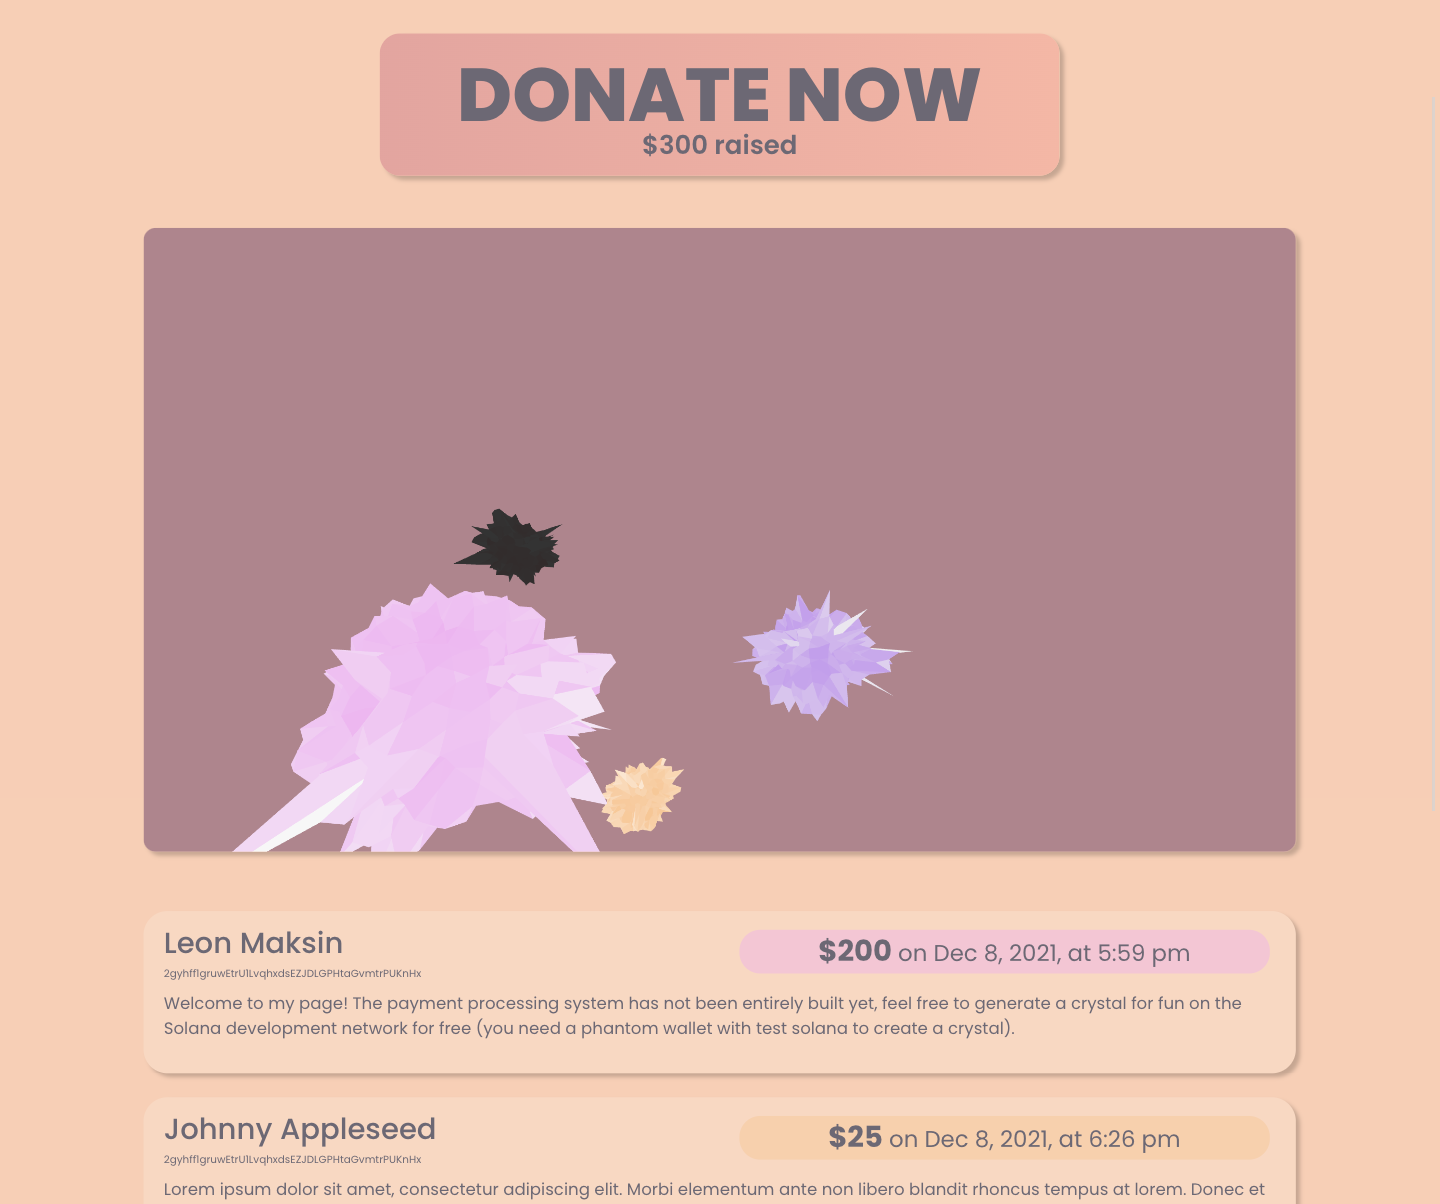 DONATE NOW
$300 raised
Leon Maksin
$200 on Dec 8, 2021, at 5:59 pm
2gyhff1gruwEtrU1LvqhxdsEZJDLGPHtaGvmtrPUKnHx
Welcome to my page! The payment processing system has not been entirely built yet, feel free to generate a crystal for fun on the
Solana development network for free (you need a phantom wallet with test solana to create a crystal).
Johnny Appleseed
$25 on Dec 8, 2021, at 6:26 pm
2gyhff1gruwEtrU1LvqhxdsEZJDLGPHtaGvmtrPUKnHx
Lorem ipsum dolor sit amet, consectetur adipiscing elit. Morbi elementum ante non libero blandit rhoncus tempus at lorem. Donec et